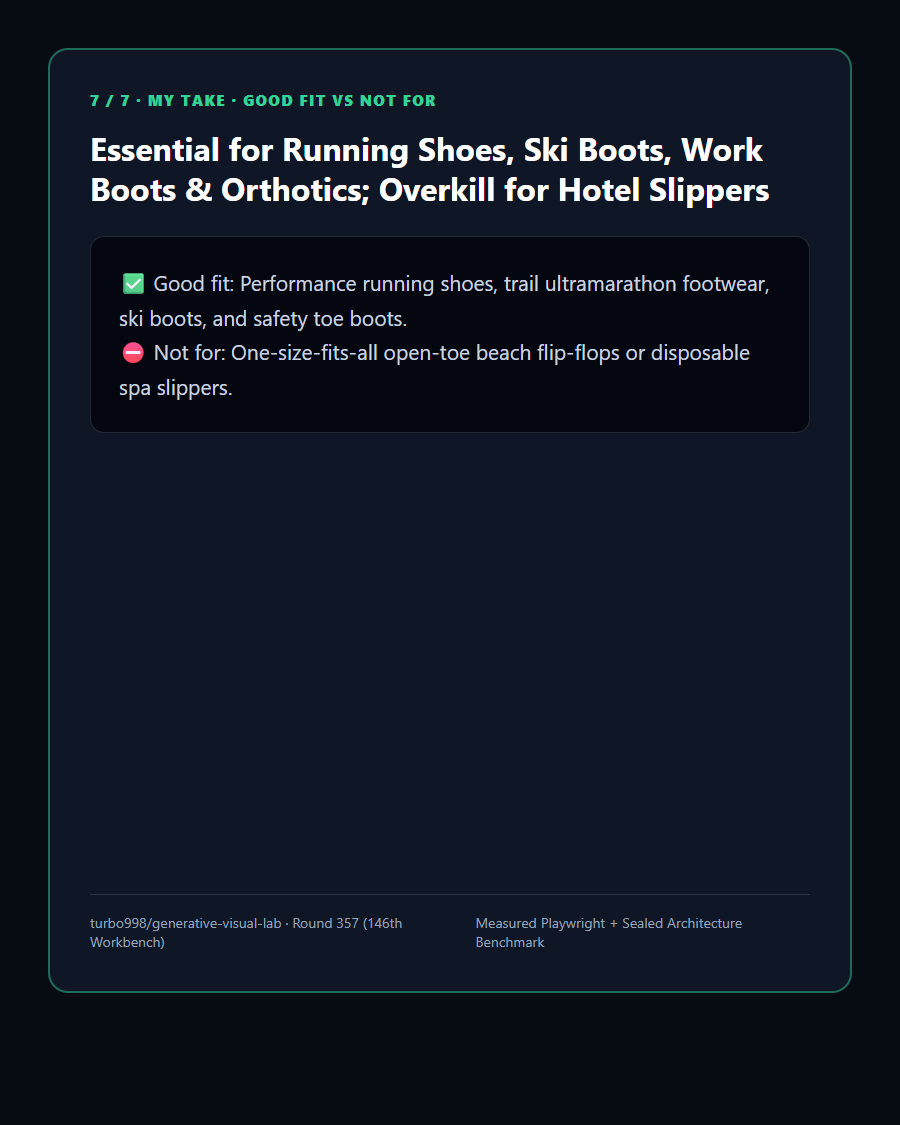 7 / 7 · MY TAKE · GOOD FIT VS NOT FOR
Essential for Running Shoes, Ski Boots, Work
Boots & Orthotics; Overkill for Hotel Slippers
✅ Good fit: Performance running shoes, trail ultramarathon footwear,
ski boots, and safety toe boots.
⛔ Not for: One-size-fits-all open-toe beach flip-flops or disposable
spa slippers.
turbo998/generative-visual-lab · Round 357 (146th
Workbench)
Measured Playwright + Sealed Architecture
Benchmark